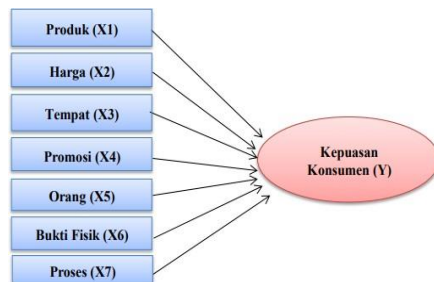 Produk (X1)
Harga (X2)
Tempat (X3)
Promosi (X4)
Orang (X5)
Bukti Fisik (X6)
Proses (X7)
Kepuasan
Konsumen (Y)